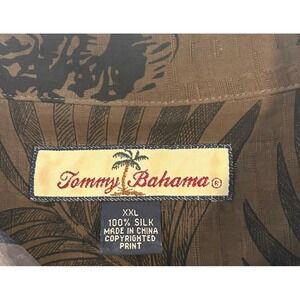 Tommy Bahama®
XXL
100% SILK
MADE IN CHINA
COPYRIGHTED
PRINT